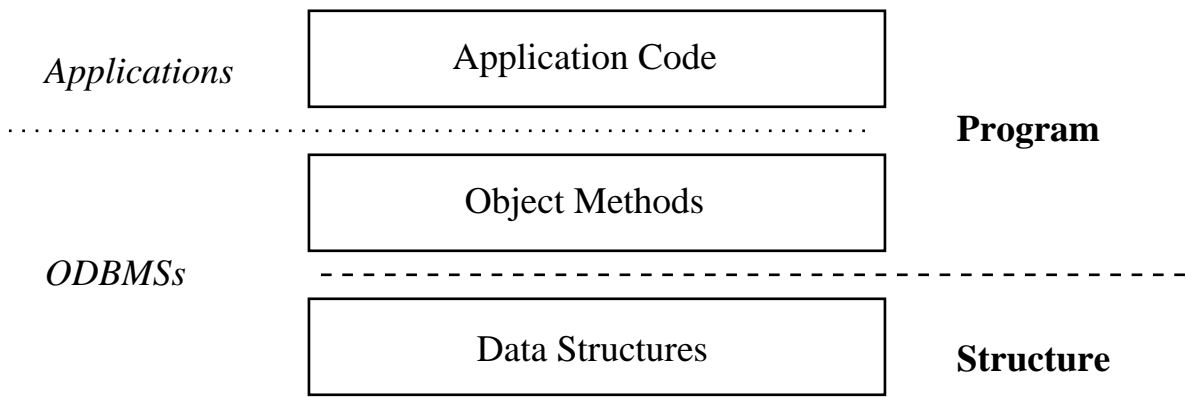 Applications
Application Code
Program
Object Methods
ODBMSs
Data Structures
Structure